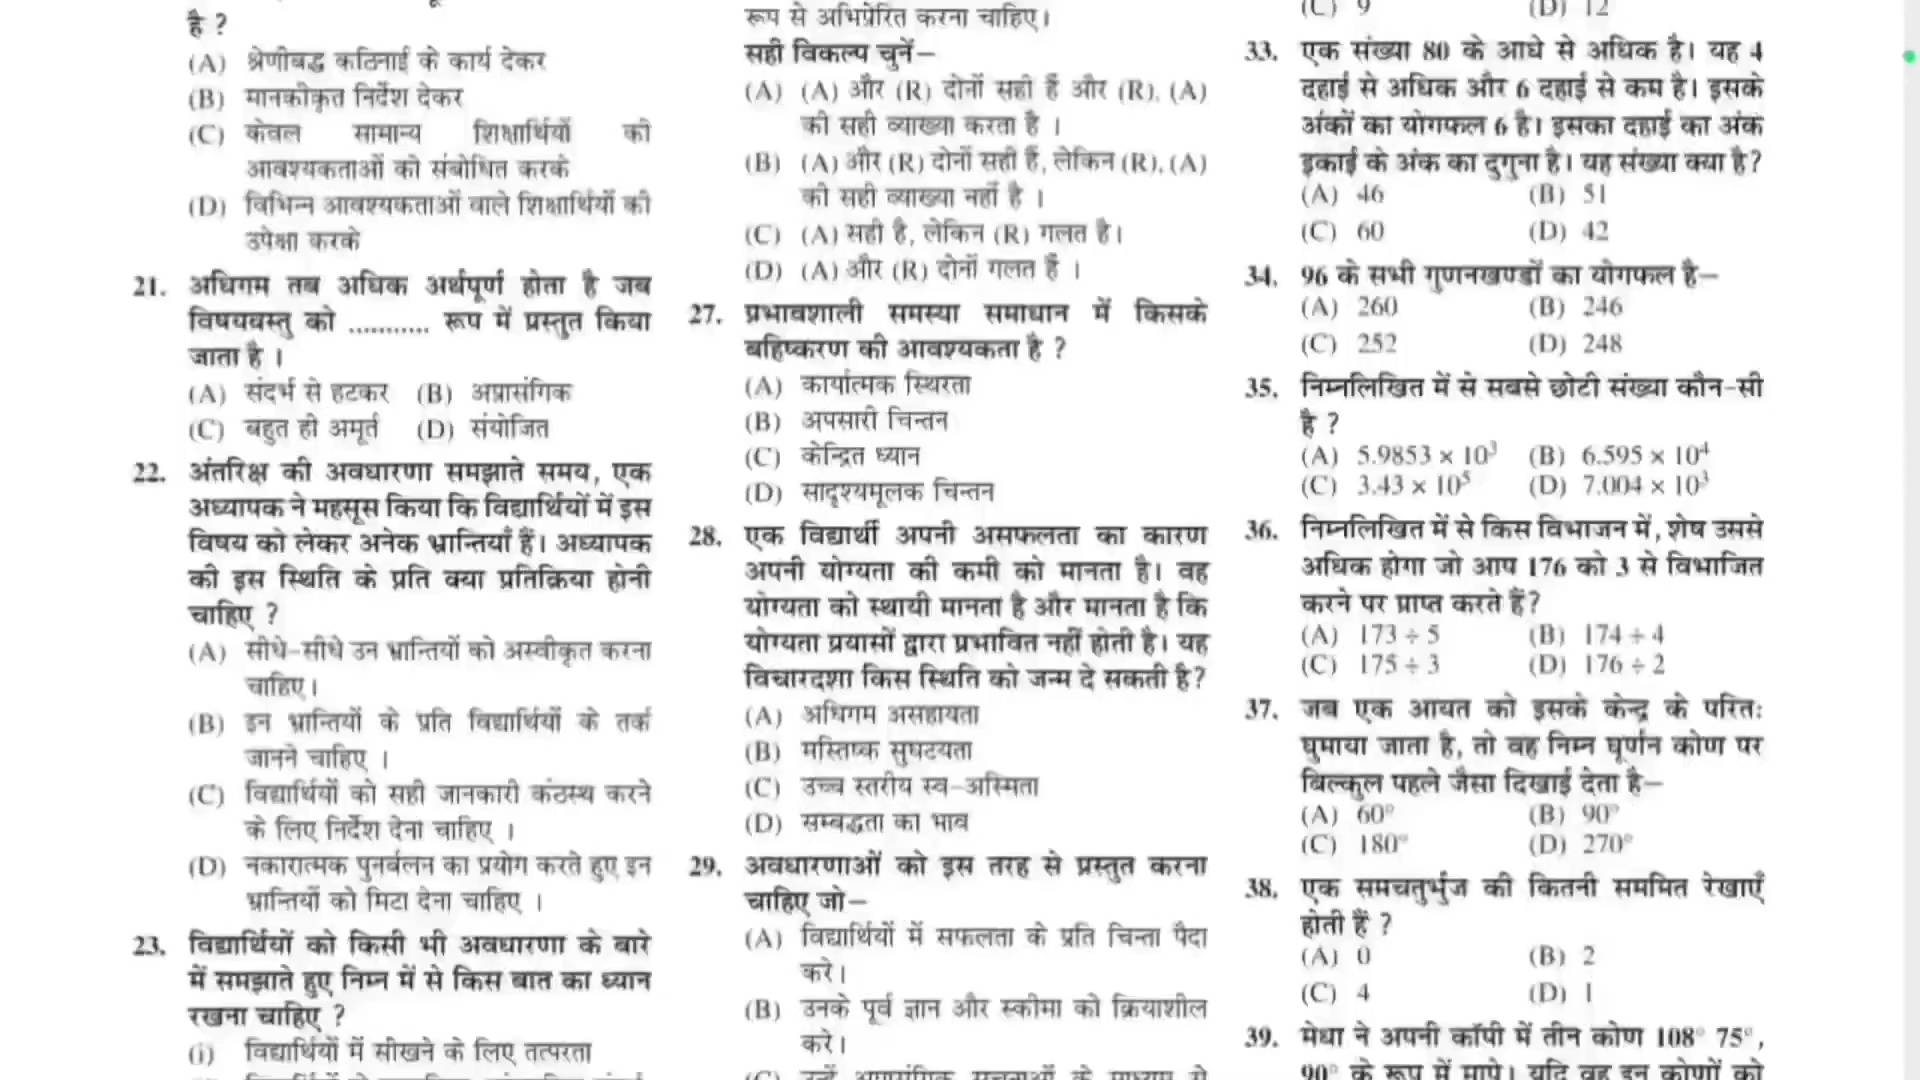 है ?
(A) श्रेणीबद्ध कठिनाई के कार्य देकर
(B) मानकीकृत निर्देश देकर
(C) केवल सामान्य शिक्षार्थियों की
आवश्यकताओं को संबोधित करके
(D) विभिन्न आवश्यकताओं वाले शिक्षार्थियों की
उपेक्षा करके
21. अधिगम तब अधिक अर्थपूर्ण होता है जब
विषयवस्तु को ........... रूप में प्रस्तुत किया
जाता है ।
(A) संदर्भ से हटकर (B) अप्रासंगिक
(C) बहुत ही अमूर्त (D) संयोजित
22. अंतरिक्ष की अवधारणा समझाते समय, एक
अध्यापक ने महसूस किया कि विद्यार्थियों में इस
विषय को लेकर अनेक भ्रान्तियाँ हैं। अध्यापक
की इस स्थिति के प्रति क्या प्रतिक्रिया होनी
चाहिए ?
(A) सीधे-सीधे उन भ्रान्तियों को अस्वीकृत करना
चाहिए।
(B) इन भ्रान्तियों के प्रति विद्यार्थियों के तर्क
जानने चाहिए ।
(C) विद्यार्थियों को सही जानकारी कंठस्थ करने
के लिए निर्देश देना चाहिए ।
(D) नकारात्मक पुनर्बलन का प्रयोग करते हुए इन
भ्रान्तियों को मिटा देना चाहिए ।
23. विद्यार्थियों को किसी भी अवधारणा के बारे
में समझाते हुए निम्न में से किस बात का ध्यान
रखना चाहिए ?
(i) विद्यार्थियों में सीखने के लिए तत्परता
रूप से अभिप्रेरित करना चाहिए।
सही विकल्प चुनें–
(A) (A) और (R) दोनों सही हैं और (R), (A)
की सही व्याख्या करता है ।
(B) (A) और (R) दोनों सही हैं, लेकिन (R), (A)
की सही व्याख्या नहीं है ।
(C) (A) सही है, लेकिन (R) गलत है।
(D) (A) और (R) दोनों गलत हैं ।
27. प्रभावशाली समस्या समाधान में किसके
बहिष्करण की आवश्यकता है ?
(A) कार्यात्मक स्थिरता
(B) अपसारी चिन्तन
(C) केन्द्रित ध्यान
(D) सादृश्यमूलक चिन्तन
28. एक विद्यार्थी अपनी असफलता का कारण
अपनी योग्यता की कमी को मानता है। वह
योग्यता को स्थायी मानता है और मानता है कि
योग्यता प्रयासों द्वारा प्रभावित नहीं होती है। यह
विचारदशा किस स्थिति को जन्म दे सकती है?
(A) अधिगम असहायता
(B) मस्तिष्क सुघटयता
(C) उच्च स्तरीय स्व-अस्मिता
(D) सम्बद्धता का भाव
29. अवधारणाओं को इस तरह से प्रस्तुत करना
चाहिए जो–
(A) विद्यार्थियों में सफलता के प्रति चिन्ता पैदा
करे।
(B) उनके पूर्व ज्ञान और स्कीमा को क्रियाशील
करे।
(C) 9 (D) 12
33. एक संख्या 80 के आधे से अधिक है। यह 4
दहाई से अधिक और 6 दहाई से कम है। इसके
अंकों का योगफल 6 है। इसका दहाई का अंक
इकाई के अंक का दुगुना है। यह संख्या क्या है?
(A) 46 (B) 51
(C) 60 (D) 42
34. 96 के सभी गुणनखण्डों का योगफल है–
(A) 260 (B) 246
(C) 252 (D) 248
35. निम्नलिखित में से सबसे छोटी संख्या कौन-सी
है ?
(A) 5.9853 × 10³ (B) 6.595 × 10⁴
(C) 3.43 × 10⁵ (D) 7.004 × 10³
36. निम्नलिखित में से किस विभाजन में, शेष उससे
अधिक होगा जो आप 176 को 3 से विभाजित
करने पर प्राप्त करते हैं?
(A) 173 ÷ 5 (B) 174 ÷ 4
(C) 175 ÷ 3 (D) 176 ÷ 2
37. जब एक आयत को इसके केन्द्र के परितः
घुमाया जाता है, तो वह निम्न घूर्णन कोण पर
बिल्कुल पहले जैसा दिखाई देता है–
(A) 60° (B) 90°
(C) 180° (D) 270°
38. एक समचतुर्भुज की कितनी सममित रेखाएँ
होती हैं ?
(A) 0 (B) 2
(C) 4 (D) 1
39. मेधा ने अपनी कॉपी में तीन कोण 108° 75°,
90° के रूप में मापे। यदि वह इन कोणों को